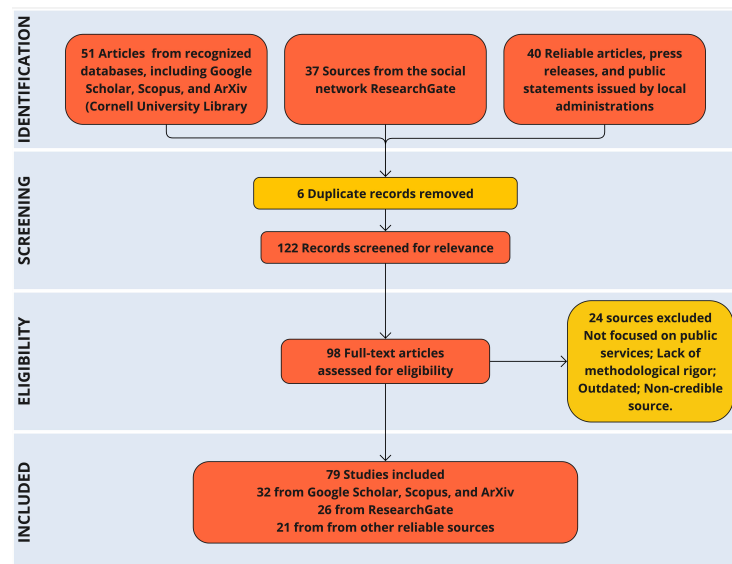 IDENTIFICATION
51 Articles from recognized
databases, including Google
Scholar, Scopus, and ArXiv
(Cornell University Library
37 Sources from the social
network ResearchGate
40 Reliable articles, press
releases, and public
statements issued by local
administrations
SCREENING
6 Duplicate records removed
122 Records screened for relevance
ELIGIBILITY
98 Full-text articles
assessed for eligibility
24 sources excluded
Not focused on public
services; Lack of
methodological rigor;
Outdated; Non-credible
source.
INCLUDED
79 Studies included
32 from Google Scholar, Scopus, and ArXiv
26 from ResearchGate
21 from from other reliable sources